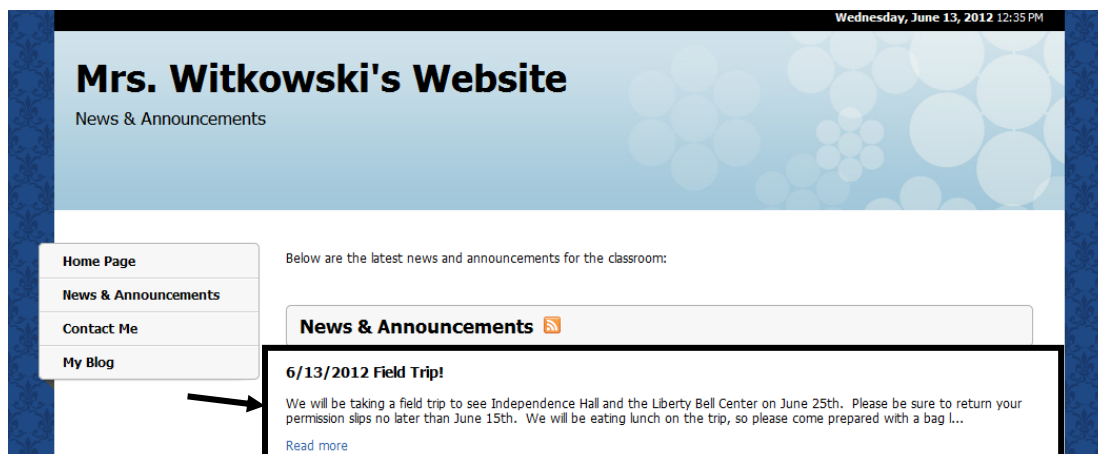 Wednesday, June 13, 2012 12:35 PM
Mrs. Witkowski's Website
News & Announcements
Home Page
News & Announcements
Contact Me
My Blog
Below are the latest news and announcements for the classroom:
News & Announcements
6/13/2012 Field Trip!
We will be taking a field trip to see Independence Hall and the Liberty Bell Center on June 25th. Please be sure to return your
permission slips no later than June 15th. We will be eating lunch on the trip, so please come prepared with a bag l...
Read more